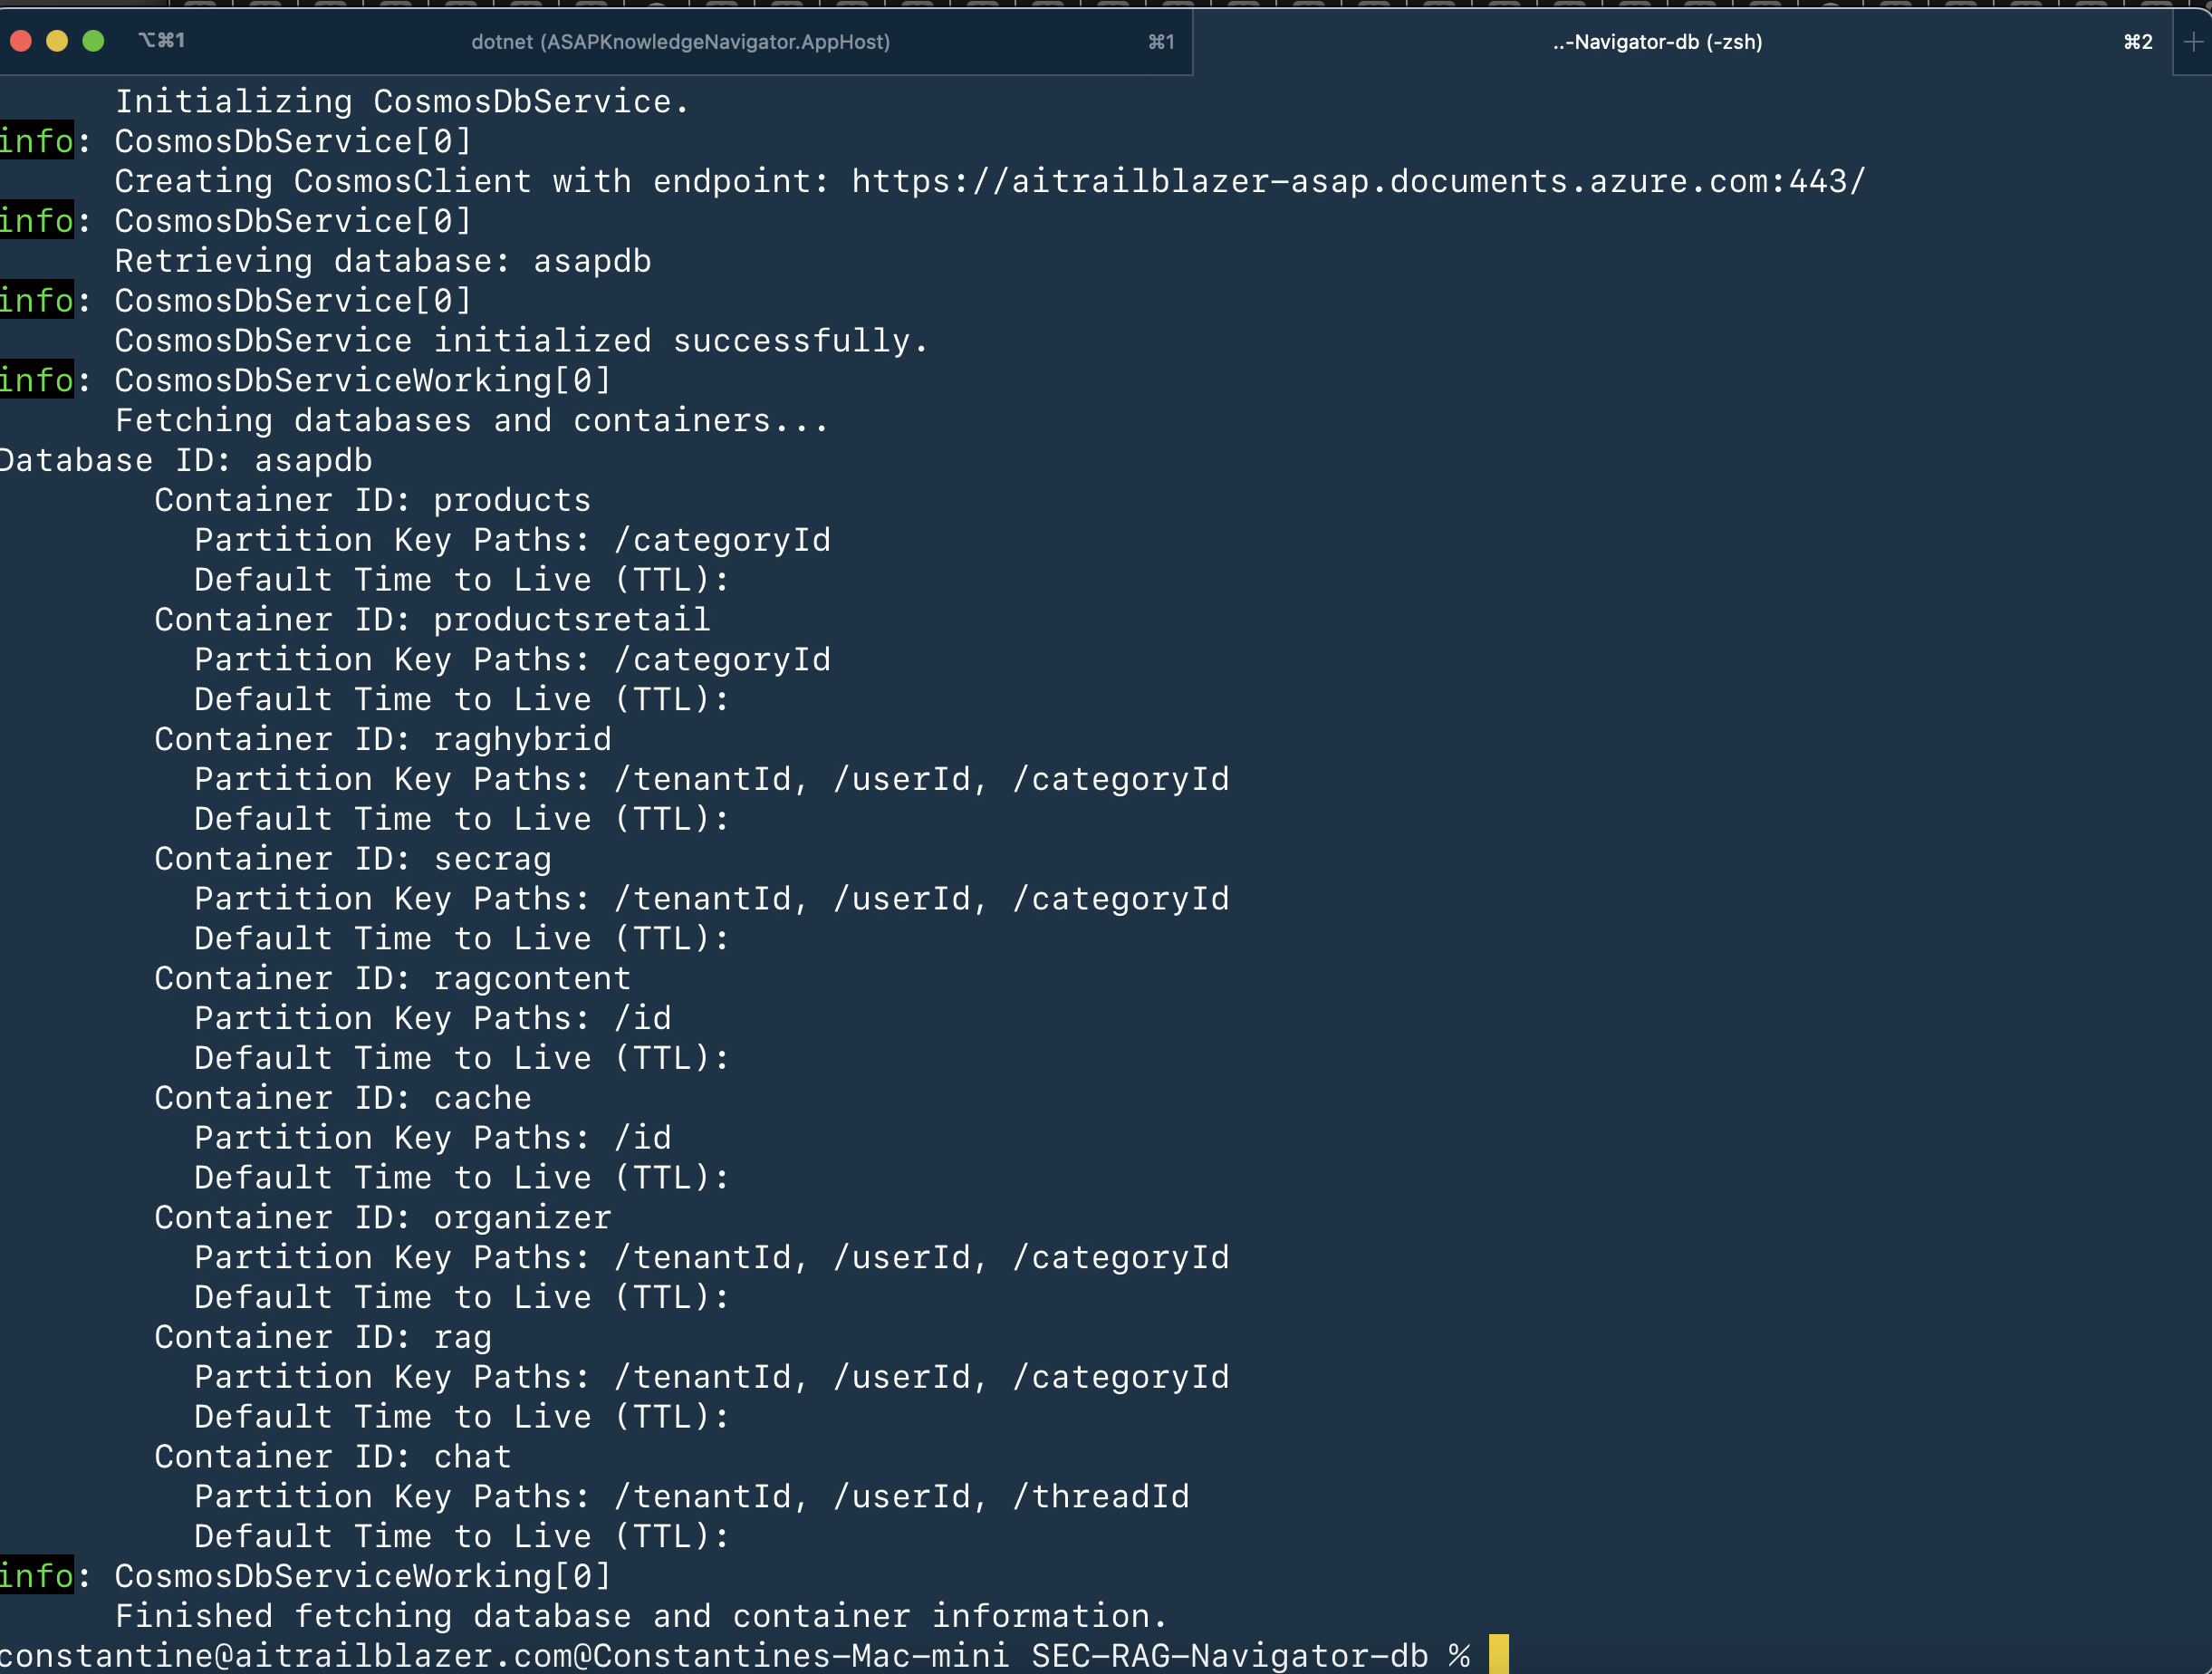 ⌥⌘1 dotnet (ASAPKnowledgeNavigator.AppHost) ⌘1 ..-Navigator-db (-zsh) ⌘2
Initializing CosmosDbService.
info: CosmosDbService[0]
Creating CosmosClient with endpoint: https://aitrailblazer-asap.documents.azure.com:443/
info: CosmosDbService[0]
Retrieving database: asapdb
info: CosmosDbService[0]
CosmosDbService initialized successfully.
info: CosmosDbServiceWorking[0]
Fetching databases and containers...
Database ID: asapdb
Container ID: products
Partition Key Paths: /categoryId
Default Time to Live (TTL):
Container ID: productsretail
Partition Key Paths: /categoryId
Default Time to Live (TTL):
Container ID: raghybrid
Partition Key Paths: /tenantId, /userId, /categoryId
Default Time to Live (TTL):
Container ID: secrag
Partition Key Paths: /tenantId, /userId, /categoryId
Default Time to Live (TTL):
Container ID: ragcontent
Partition Key Paths: /id
Default Time to Live (TTL):
Container ID: cache
Partition Key Paths: /id
Default Time to Live (TTL):
Container ID: organizer
Partition Key Paths: /tenantId, /userId, /categoryId
Default Time to Live (TTL):
Container ID: rag
Partition Key Paths: /tenantId, /userId, /categoryId
Default Time to Live (TTL):
Container ID: chat
Partition Key Paths: /tenantId, /userId, /threadId
Default Time to Live (TTL):
info: CosmosDbServiceWorking[0]
Finished fetching database and container information.
constantine@aitrailblazer.com@Constantines-Mac-mini SEC-RAG-Navigator-db %